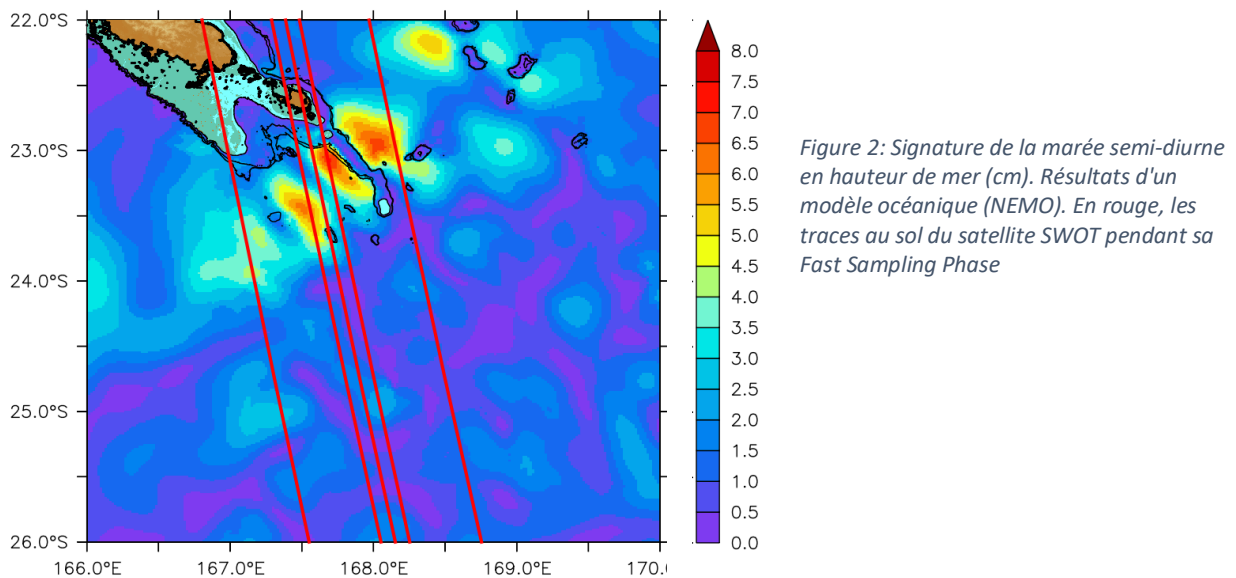 22.0°S
23.0°S
24.0°S
25.0°S
26.0°S
166.0°E
167.0°E
168.0°E
169.0°E
170.
8.0
7.5
7.0
6.5
6.0
5.5
5.0
4.5
4.0
3.5
3.0
2.5
2.0
1.5
1.0
0.5
0.0
Figure 2: Signature de la marée semi-diurne
en hauteur de mer (cm). Résultats d'un
modèle océanique (NEMO). En rouge, les
traces au sol du satellite SWOT pendant sa
Fast Sampling Phase